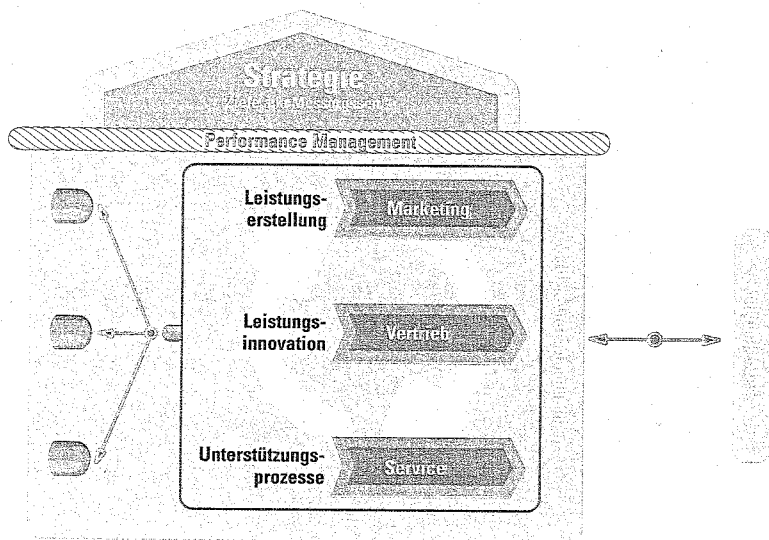 Strategie
Performance Management
Leistungs-
erstellung
Marketing
Leistungs-
innovation
Vertrieb
Unterstützungs-
prozesse
Service